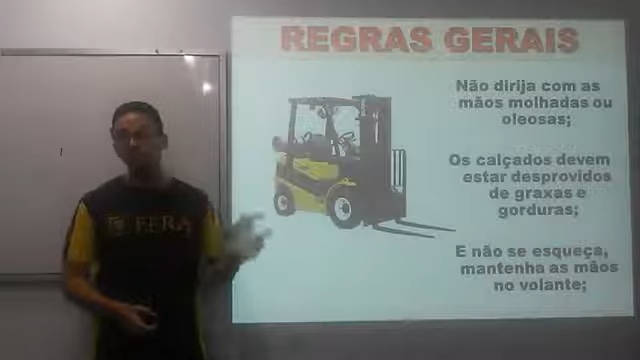 REGRAS GERAIS
Não dirija com as
mãos molhadas ou
oleosas;
Os calçados devem
estar desprovidos
de graxas e
gorduras;
E não se esqueça,
mantenha as mãos
no volante;
FERA